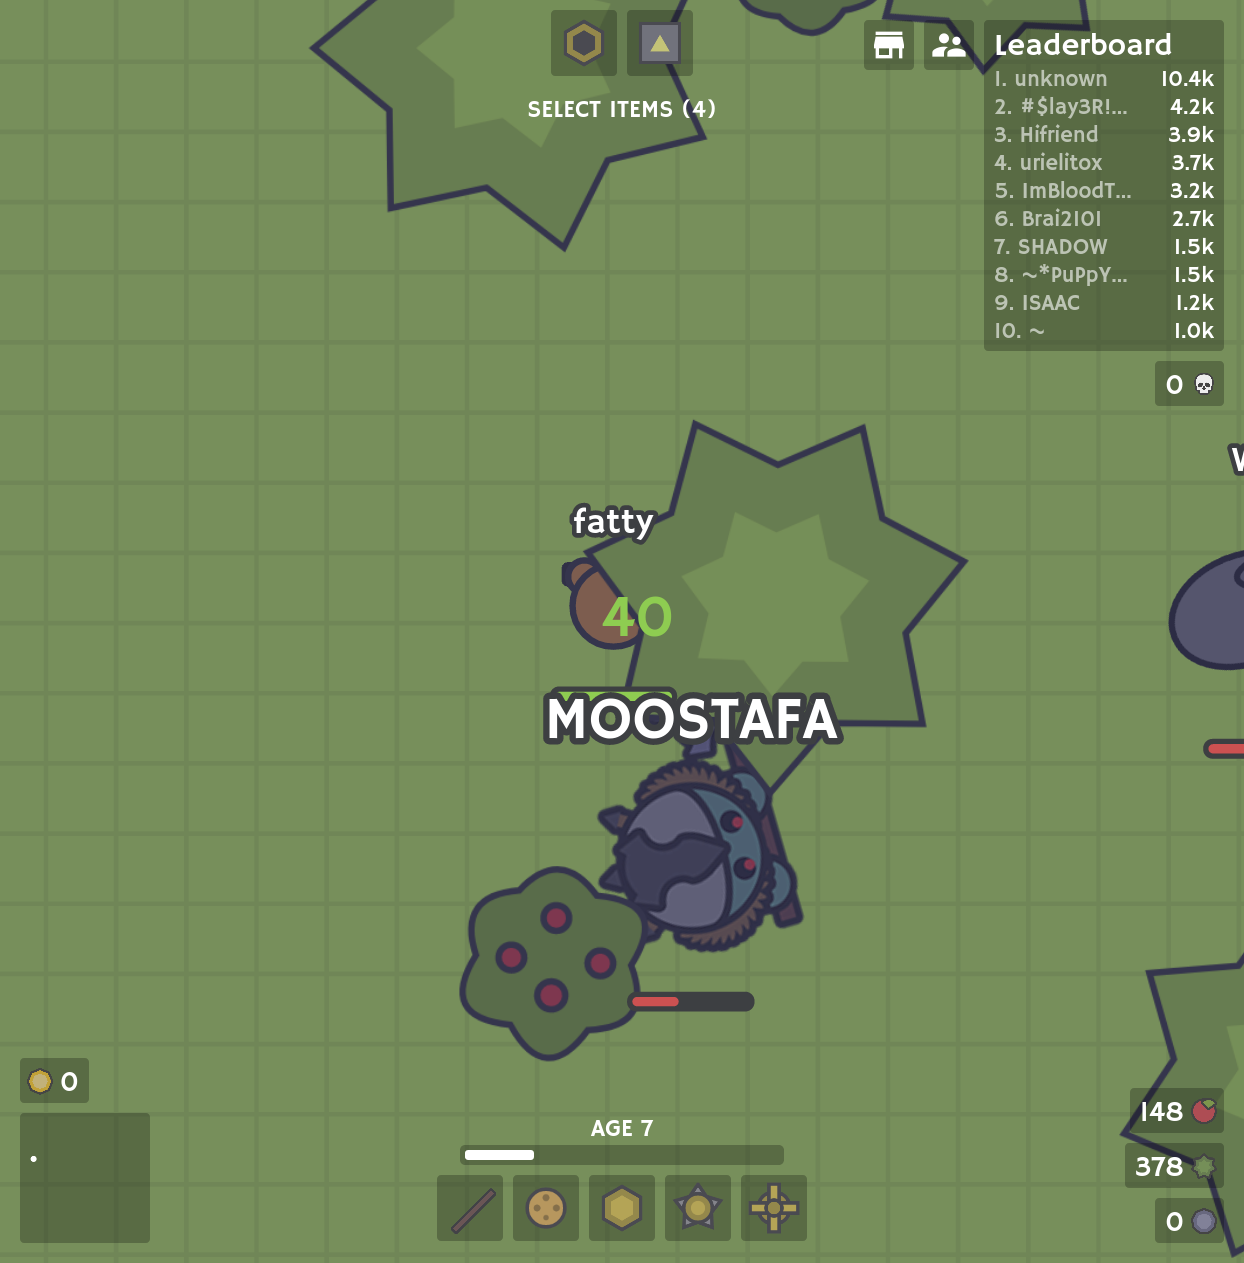 SELECT ITEMS (4)
Leaderboard
1. unknown 10.4k
2. #$lay3R!... 4.2k
3. Hifriend 3.9k
4. urielitox 3.7k
5. ImBloodT... 3.2k
6. Brai2101 2.7k
7. SHADOW 1.5k
8. ~*PuPpY... 1.5k
9. ISAAC 1.2k
10. ~ 1.0k
0
fatty
40
MOOSTAFA
0
148
AGE 7
378
0